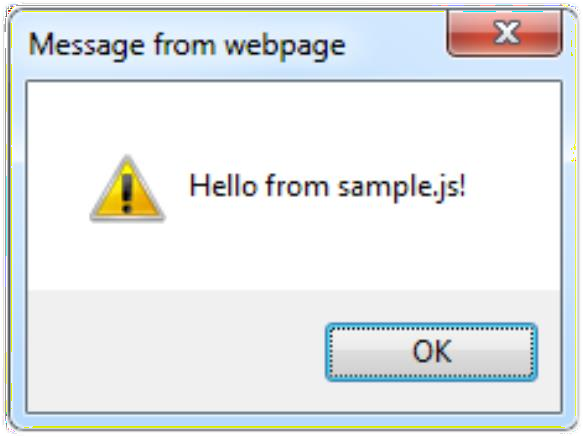 Message from webpage
Hello from sample.js!
OK